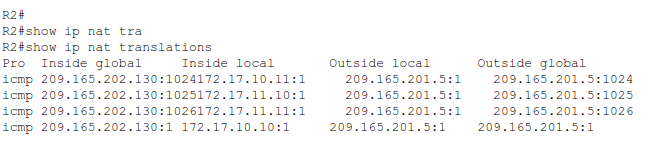 R2#
R2#show ip nat tra
R2#show ip nat translations
Pro  Inside global     Inside local       Outside local      Outside global
icmp 209.165.202.130:1024172.17.10.11:1     209.165.201.5:1    209.165.201.5:1024
icmp 209.165.202.130:1025172.17.11.10:1     209.165.201.5:1    209.165.201.5:1025
icmp 209.165.202.130:1026172.17.11.11:1     209.165.201.5:1    209.165.201.5:1026
icmp 209.165.202.130:1 172.17.10.10:1     209.165.201.5:1    209.165.201.5:1